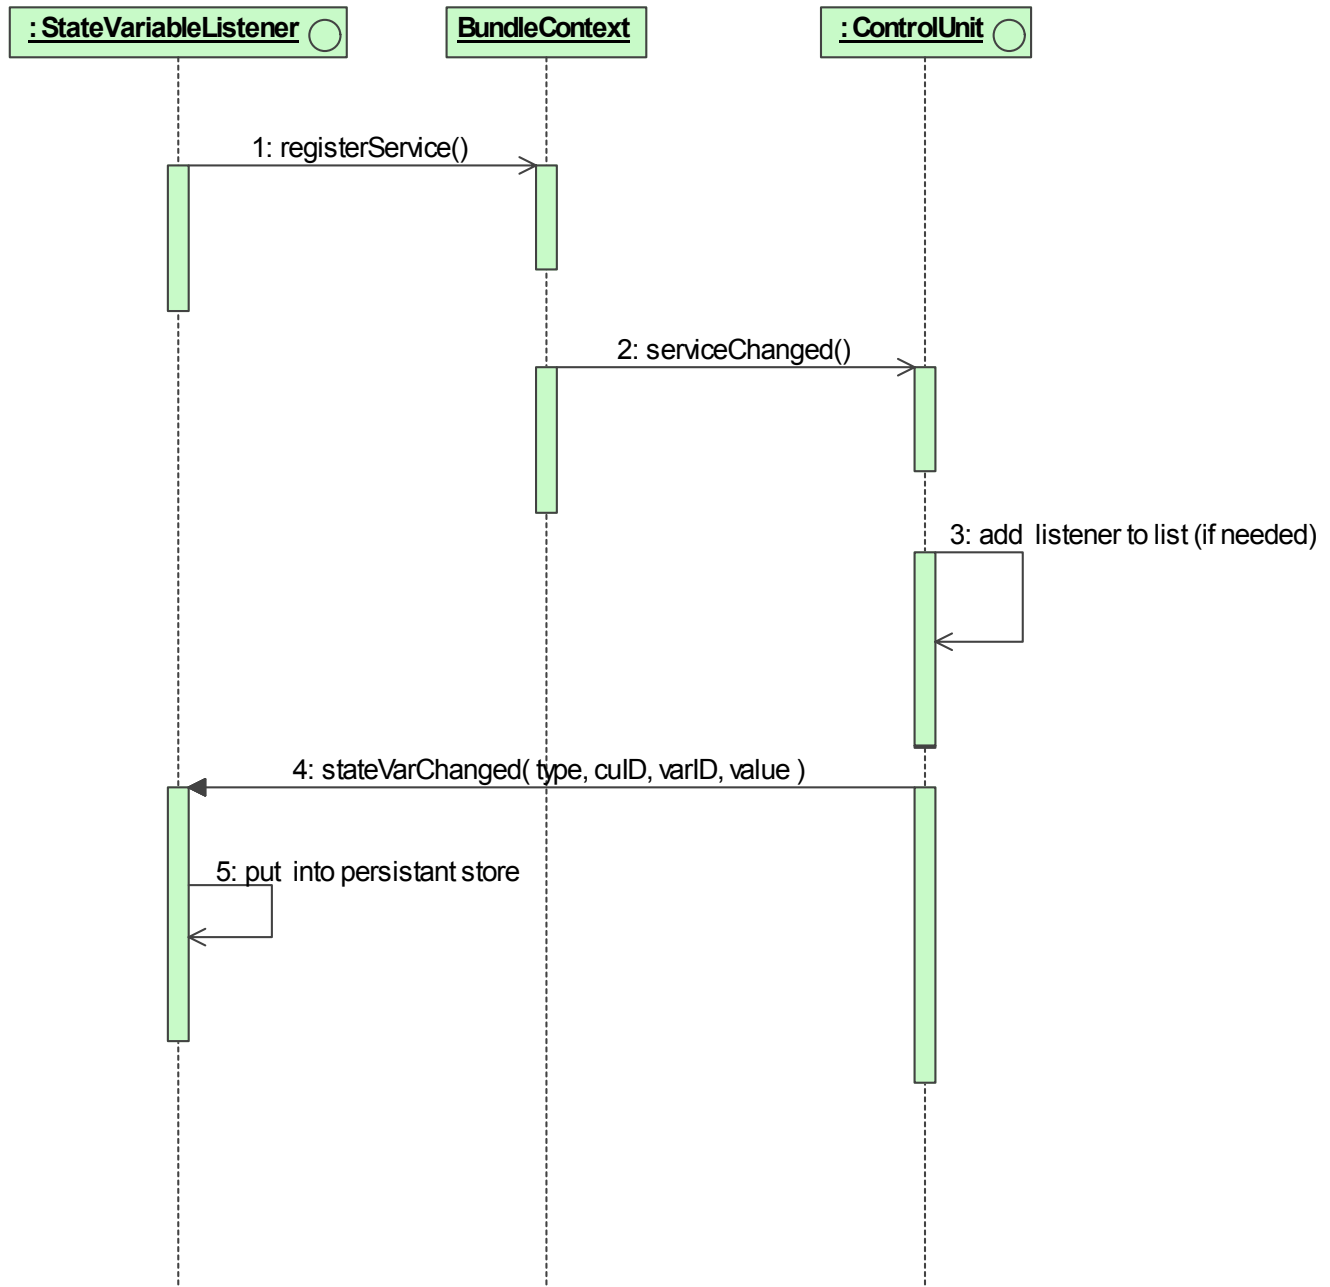 : StateVariableListener
BundleContext
: ControlUnit
1: registerService()
2: serviceChanged()
3: add listener to list (if needed)
4: stateVarChanged( type, cuID, varID, value )
5: put into persistant store